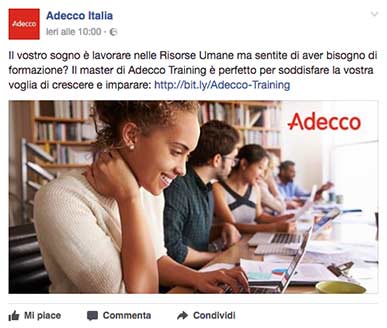 Adecco
Adecco Italia
Ieri alle 10:00 ·
Il vostro sogno è lavorare nelle Risorse Umane ma sentite di aver bisogno di
formazione? Il master di Adecco Training è perfetto per soddisfare la vostra
voglia di crescere e imparare: http://bit.ly/Adecco-Training
Adecco
Mi piace Commenta Condividi